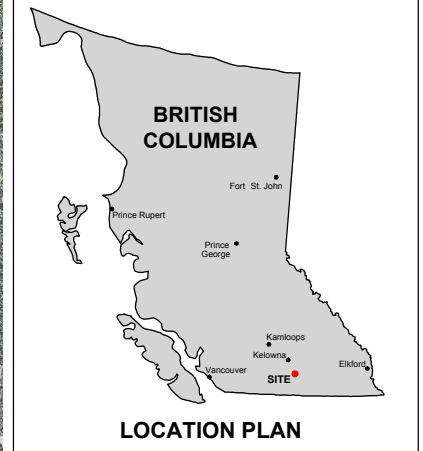 BRITISH
COLUMBIA
Fort St. John
Prince Rupert
Prince
George
Kamloops
Kelowna
Vancouver
Elkford
SITE
LOCATION PLAN